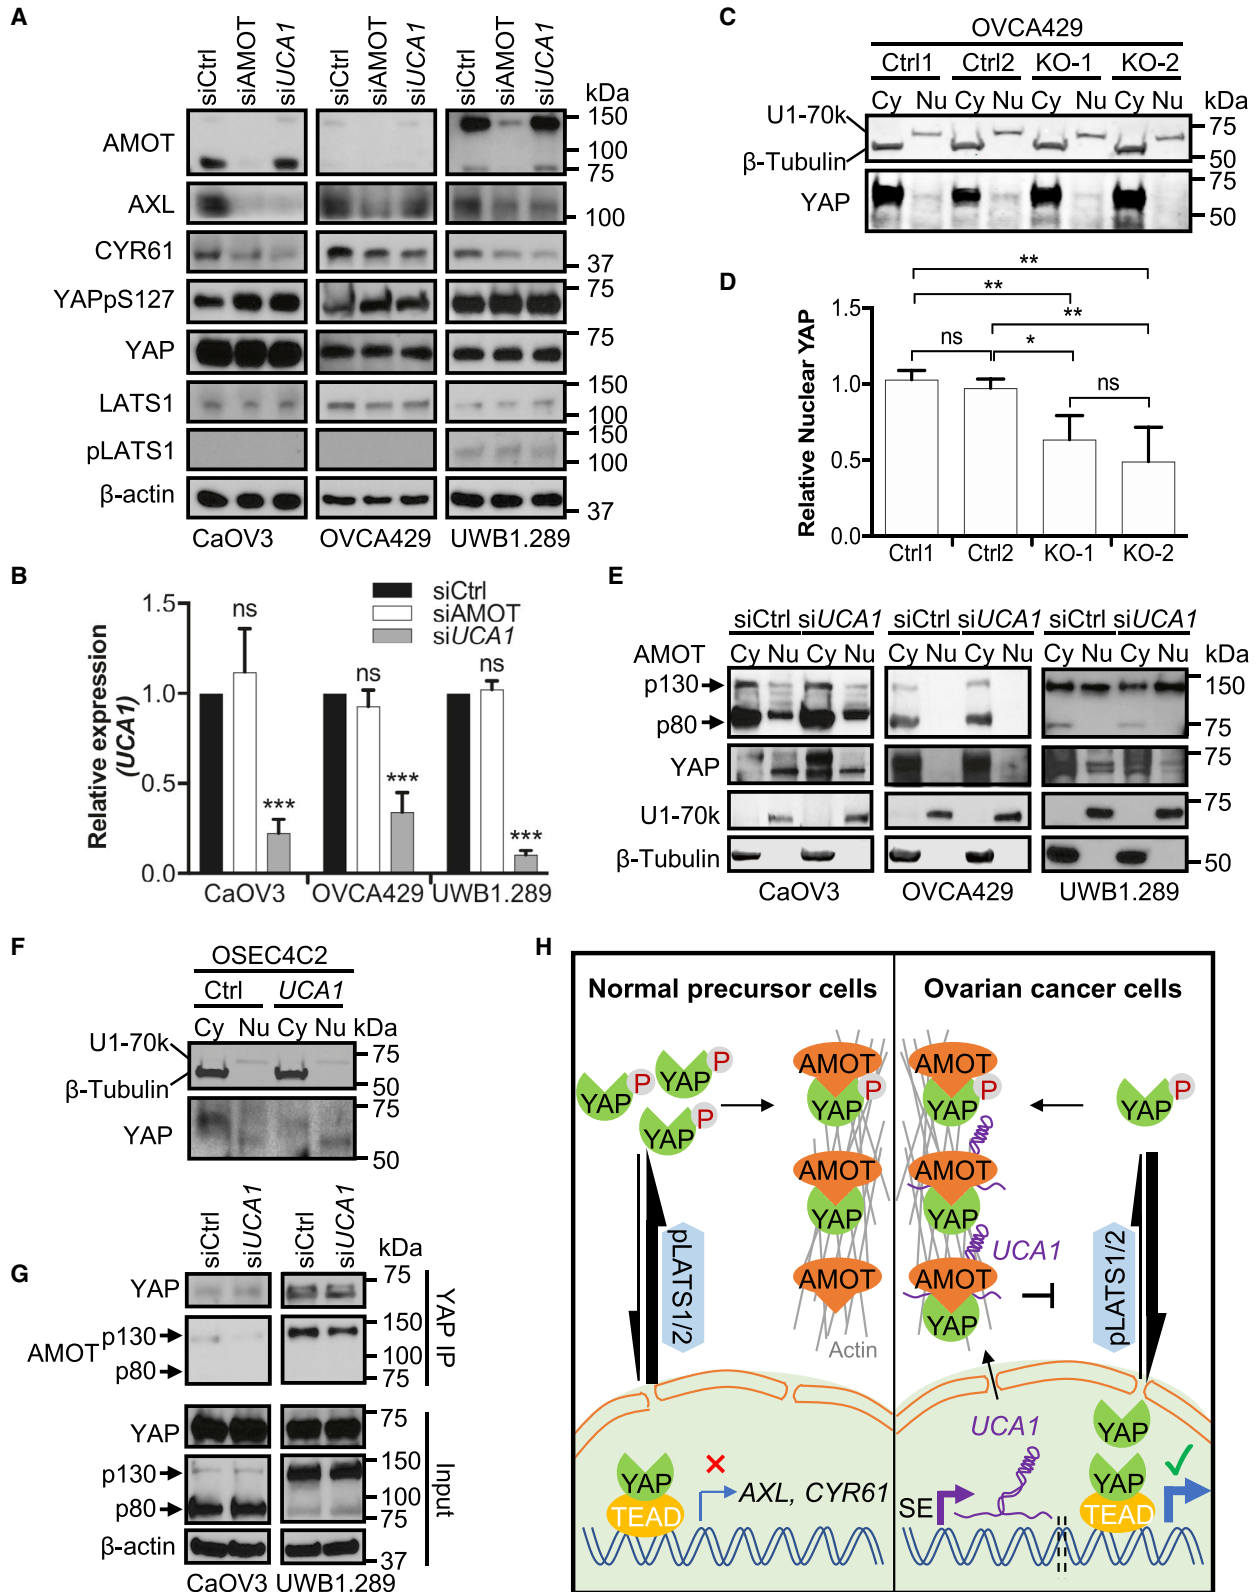 A
siCtrl siAMOT siUCA1 siCtrl siAMOT siUCA1 siCtrl siAMOT siUCA1 kDa
AMOT 150 100 75
AXL 100
CYR61 37
YAPpS127 75
YAP 75
LATS1 150 100
pLATS1 150 100
β-actin 37
CaOV3 OVCA429 UWB1.289
B
siCtrl
siAMOT
siUCA1
Relative expression
(UCA1)
1.5
1.0
0.5
0.0
ns ns ns
*** *** ***
CaOV3 OVCA429 UWB1.289
C
OVCA429
Ctrl1 Ctrl2 KO-1 KO-2
Cy Nu Cy Nu Cy Nu Cy Nu kDa
U1-70k 75
β-Tubulin 50
YAP 75
50
D
Relative Nuclear YAP
1.5
1.0
0.5
0.0
**
**
**
ns *
ns
Ctrl1 Ctrl2 KO-1 KO-2
E
siCtrl siUCA1 siCtrl siUCA1 siCtrl siUCA1
AMOT Cy Nu Cy Nu Cy Nu Cy Nu Cy Nu Cy Nu kDa
p130 150
p80 75
YAP 75
U1-70k 75
β-Tubulin 50
CaOV3 OVCA429 UWB1.289
F
OSEC4C2
Ctrl UCA1
Cy Nu Cy Nu kDa
U1-70k 75
β-Tubulin 50
YAP 75
50
G
siCtrl siUCA1 siCtrl siUCA1 kDa
YAP 75
AMOT p130 150
100
p80 75
YAP IP
YAP 75
p130 150
100
p80 75
β-actin 37
Input
CaOV3 UWB1.289
H
Normal precursor cells Ovarian cancer cells
YAP P
YAP P
YAP P
AMOT
YAP P
AMOT
YAP
AMOT
Actin
pLATS1/2
YAP
TEAD
AXL, CYR61
AMOT
YAP P
AMOT
YAP
UCA1
AMOT
YAP
YAP P
pLATS1/2
UCA1
SE
YAP
YAP
TEAD